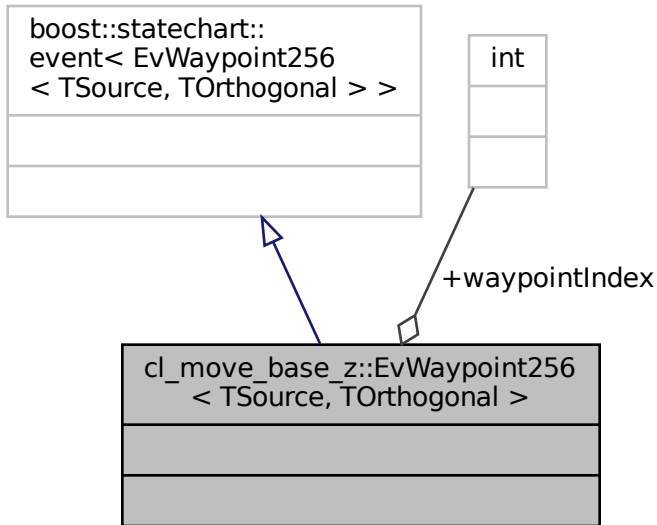 boost::statechart::
event< EvWaypoint256
< TSource, TOrthogonal > >
int
+waypointIndex
cl_move_base_z::EvWaypoint256
< TSource, TOrthogonal >